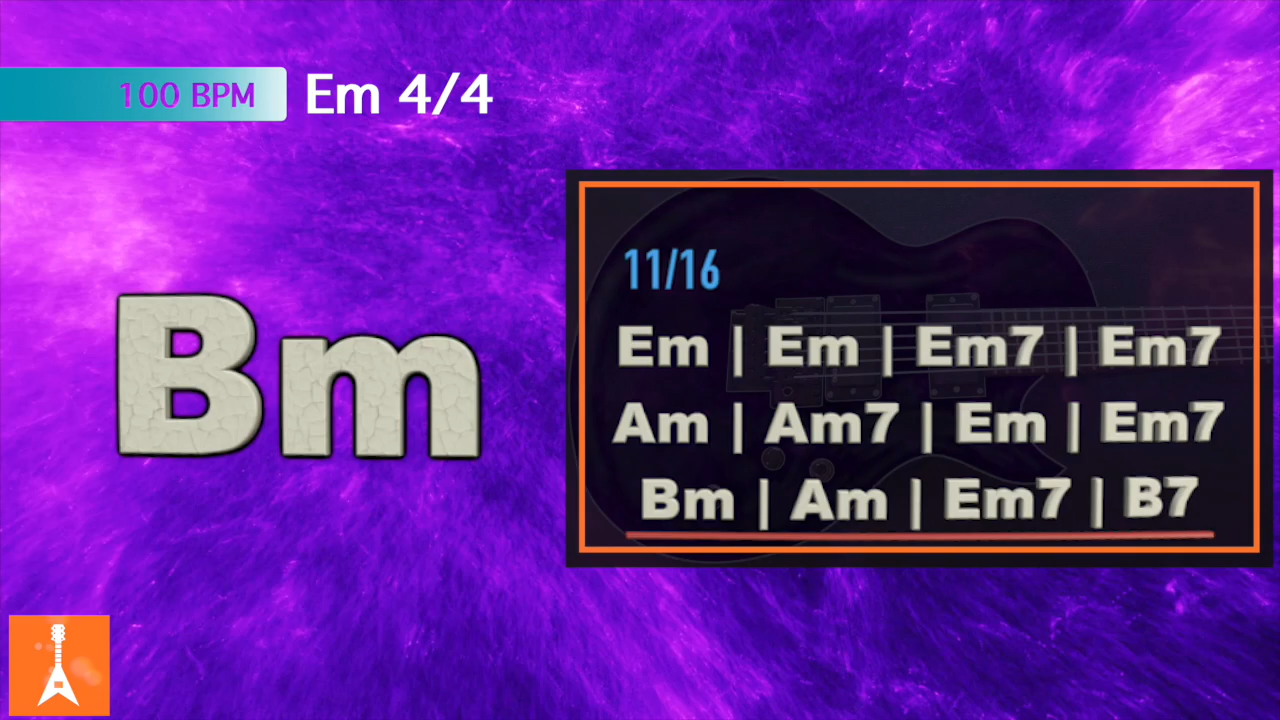 100 BPM Em 4/4
Bm
11/16
Em | Em | Em7 | Em7
Am | Am7 | Em | Em7
Bm | Am | Em7 | B7